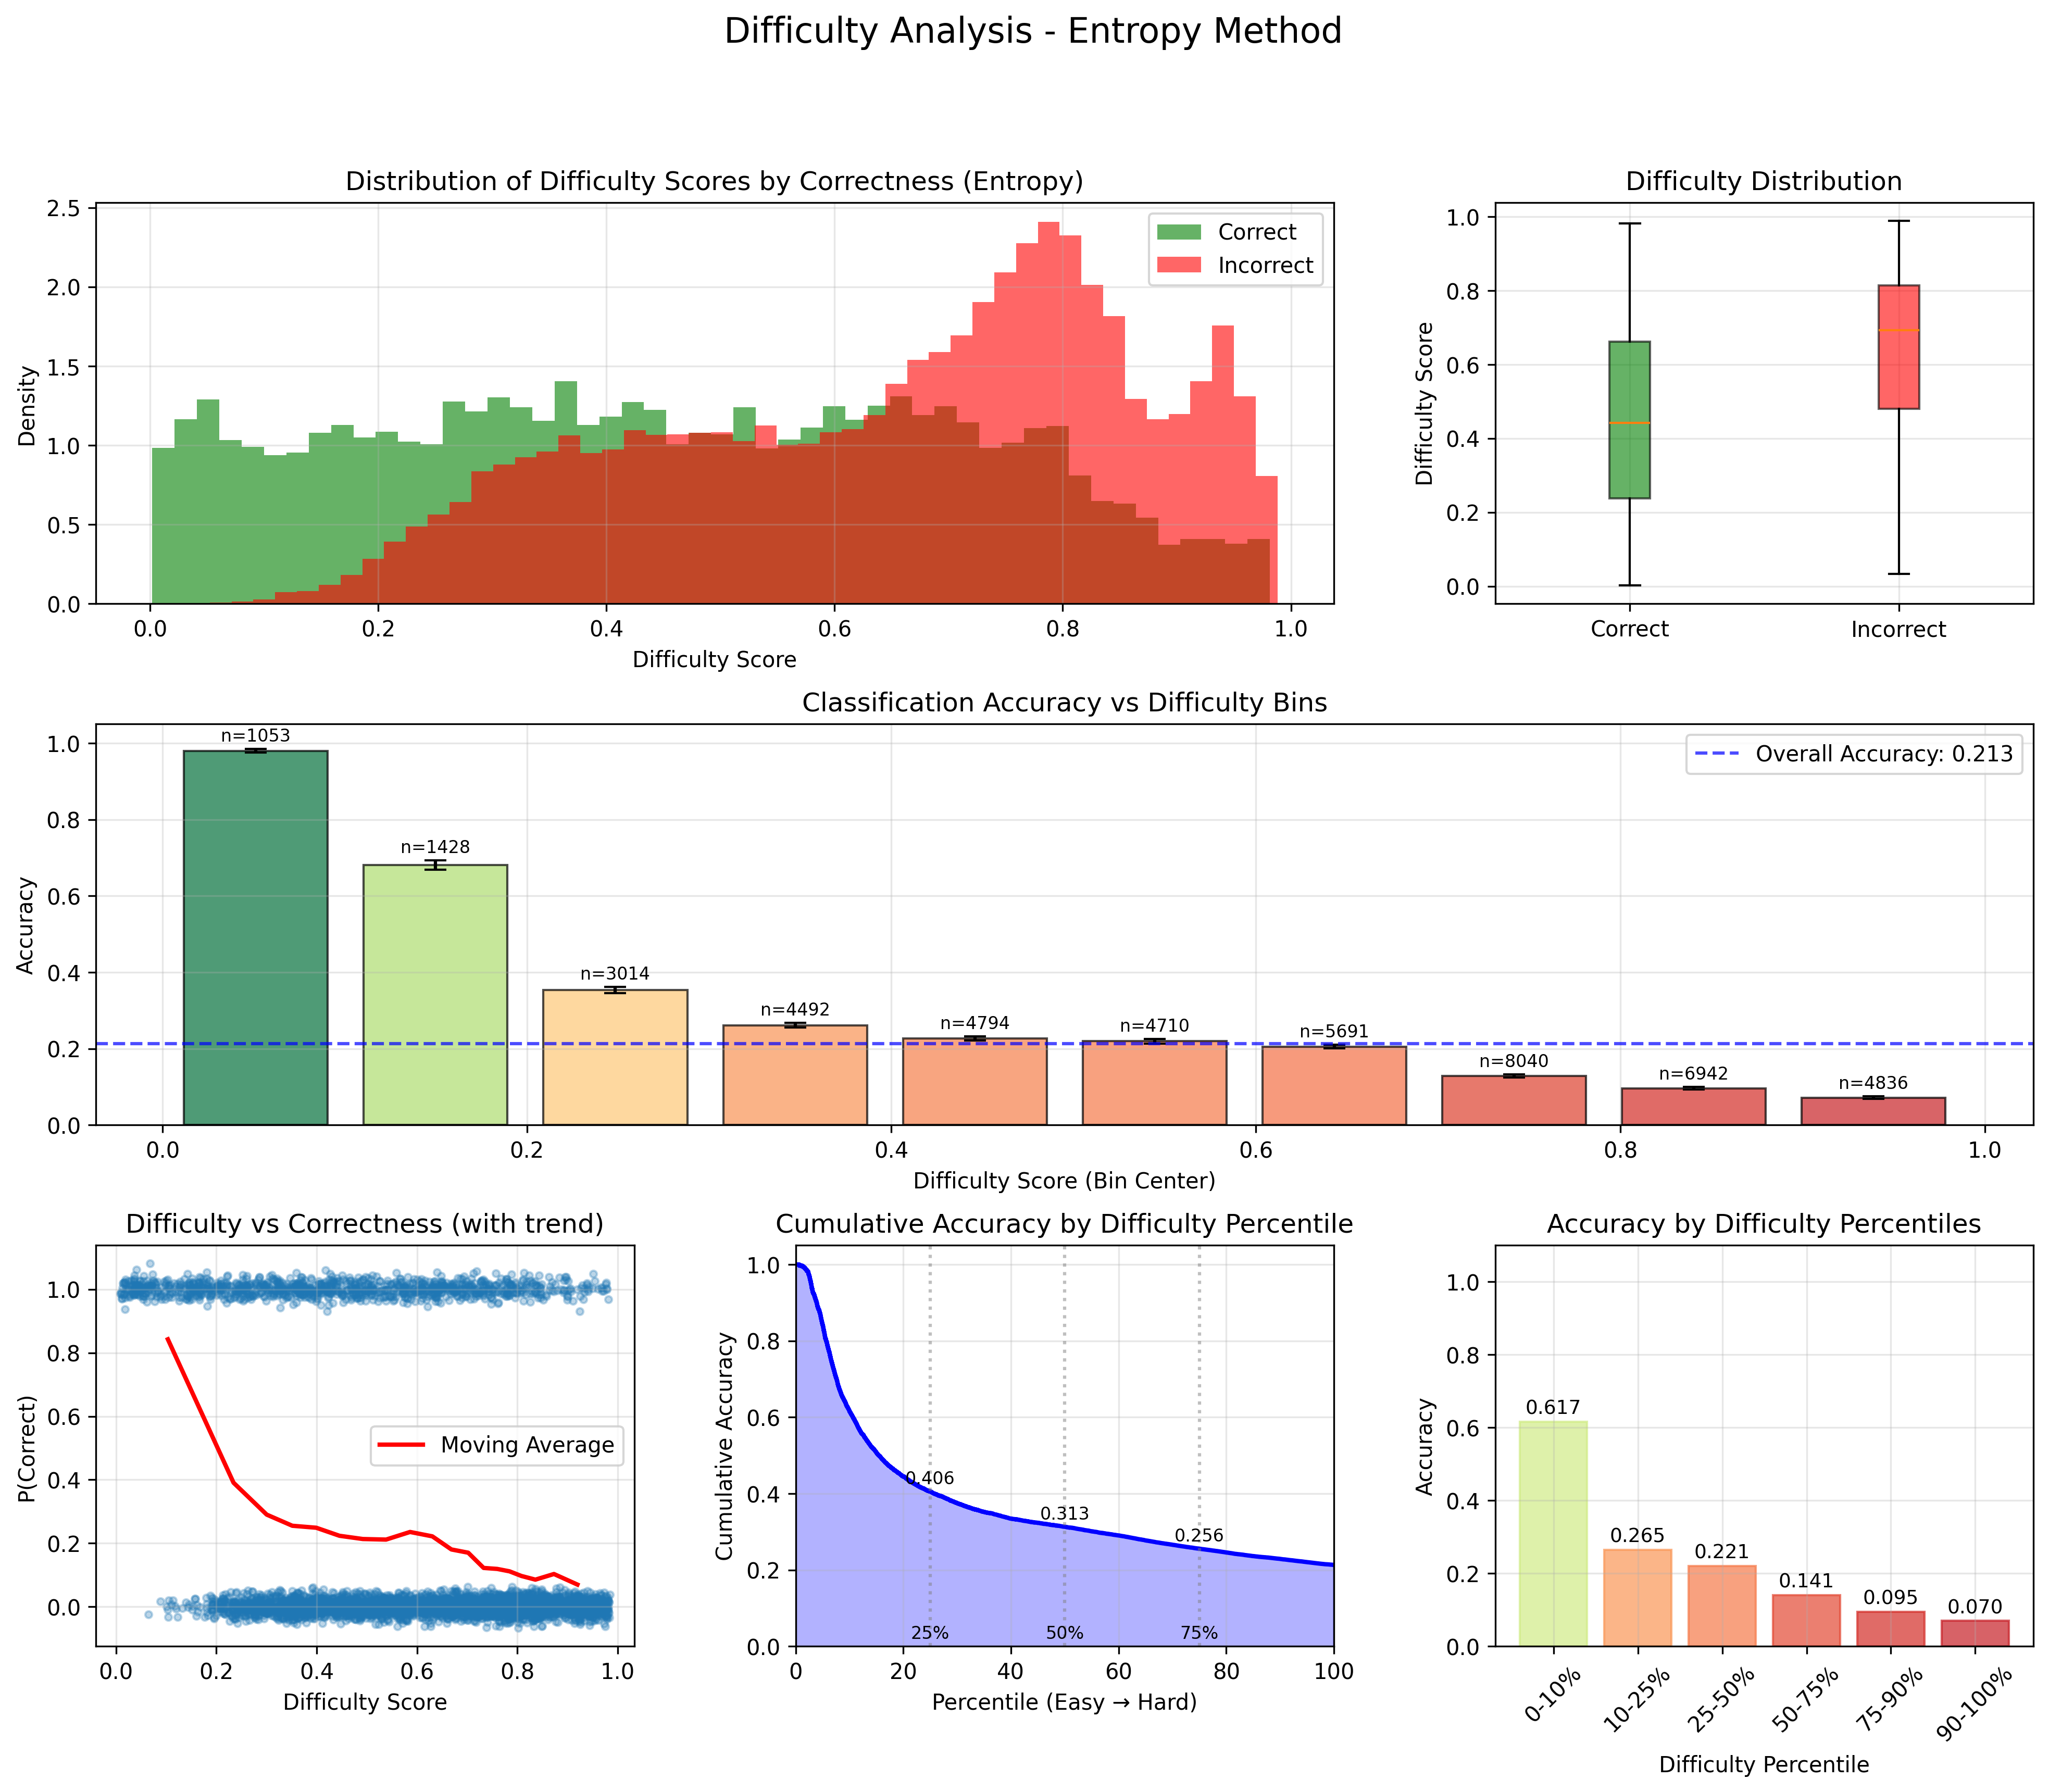 Difficulty Analysis - Entropy Method
Distribution of Difficulty Scores by Correctness (Entropy)
Density
2.5
2.0
1.5
1.0
0.5
0.0
Correct
Incorrect
0.0 0.2 0.4 0.6 0.8 1.0
Difficulty Score
Difficulty Distribution
Difficulty Score
1.0
0.8
0.6
0.4
0.2
0.0
Correct Incorrect
Classification Accuracy vs Difficulty Bins
Accuracy
1.0
0.8
0.6
0.4
0.2
0.0
n=1053
n=1428
n=3014
n=4492
n=4794
n=4710
n=5691
n=8040
n=6942
n=4836
Overall Accuracy: 0.213
0.0 0.2 0.4 0.6 0.8 1.0
Difficulty Score (Bin Center)
Difficulty vs Correctness (with trend)
P(Correct)
1.0
0.8
0.6
0.4
0.2
0.0
Moving Average
0.0 0.2 0.4 0.6 0.8 1.0
Difficulty Score
Cumulative Accuracy by Difficulty Percentile
Cumulative Accuracy
1.0
0.8
0.6
0.4
0.2
0.0
0.406
0.313
0.256
25% 50% 75%
0 20 40 60 80 100
Percentile (Easy → Hard)
Accuracy by Difficulty Percentiles
Accuracy
1.0
0.8
0.6
0.4
0.2
0.0
0.617
0.265
0.221
0.141
0.095
0.070
0-10% 10-25% 25-50% 50-75% 75-90% 90-100%
Difficulty Percentile